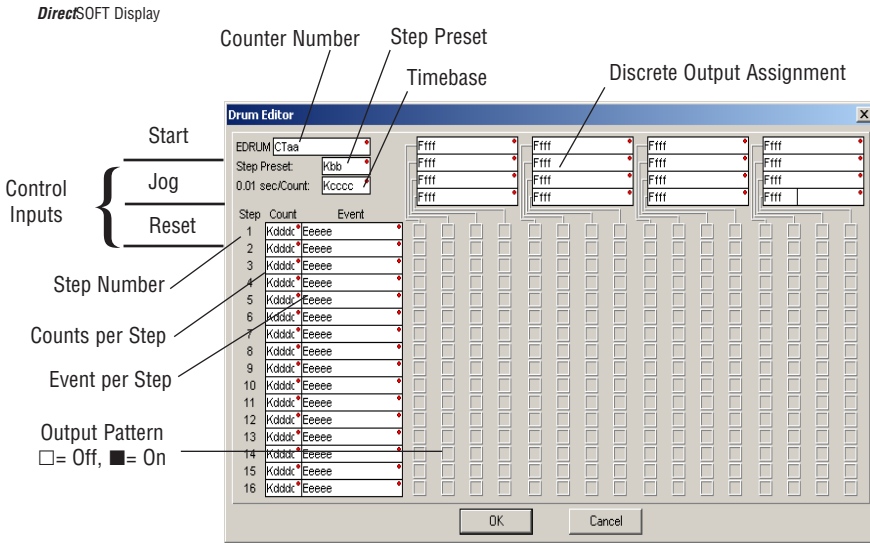 DirectSOFT Display
Counter Number
Step Preset
Timebase
Discrete Output Assignment
Start
Jog
Reset
Control
Inputs
Step Number
Counts per Step
Event per Step
Output Pattern
□= Off, ■= On
Drum Editor
EDRUM CTaa
Step Preset: Kbb
0.01 sec/Count: Kcccc
Ffff Ffff Ffff Ffff
Ffff Ffff Ffff Ffff
Ffff Ffff Ffff Ffff
Ffff Ffff Ffff Ffff
Step Count Event
1 Kdddc Eeeee
2 Kdddc Eeeee
3 Kdddc Eeeee
4 Kdddc Eeeee
5 Kdddc Eeeee
6 Kdddc Eeeee
7 Kdddc Eeeee
8 Kdddc Eeeee
9 Kdddc Eeeee
10 Kdddc Eeeee
11 Kdddc Eeeee
12 Kdddc Eeeee
13 Kdddc Eeeee
14 Kdddc Eeeee
15 Kdddc Eeeee
16 Kdddc Eeeee
OK
Cancel